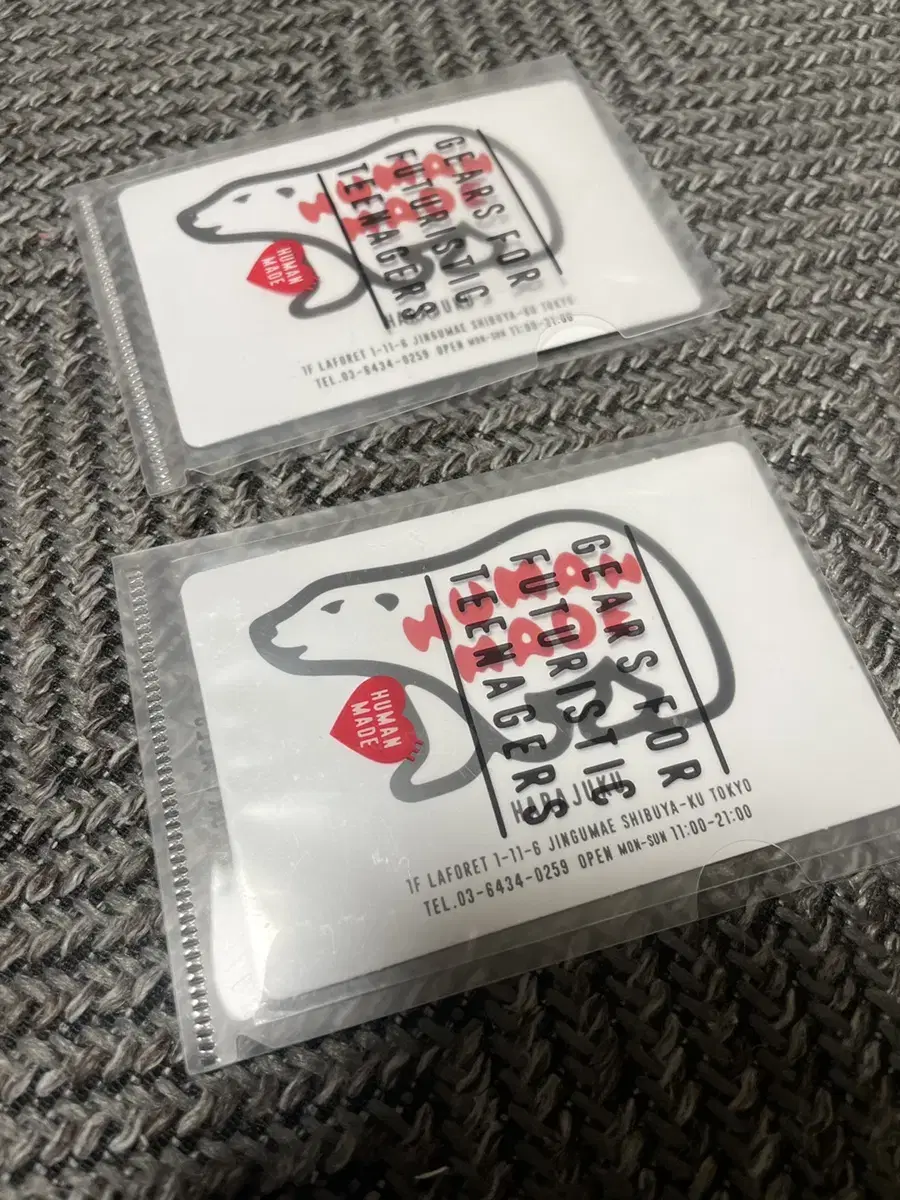 GEARS FOR
FUTURISTIC
TEENAGERS
HUMAN
MADE
HUMAN
MADE
HARAJUKU
1F LAFORET 1-11-6 JINGUMAE SHIBUYA-KU TOKYO
TEL.03-6434-0259 OPEN MON-SUN 11:00-21:00
GEARS FOR
FUTURISTIC
TEENAGERS
HUMAN
MADE
HUMAN
MADE
HARAJUKU
1F LAFORET 1-11-6 JINGUMAE SHIBUYA-KU TOKYO
TEL.03-6434-0259 OPEN MON-SUN 11:00-21:00